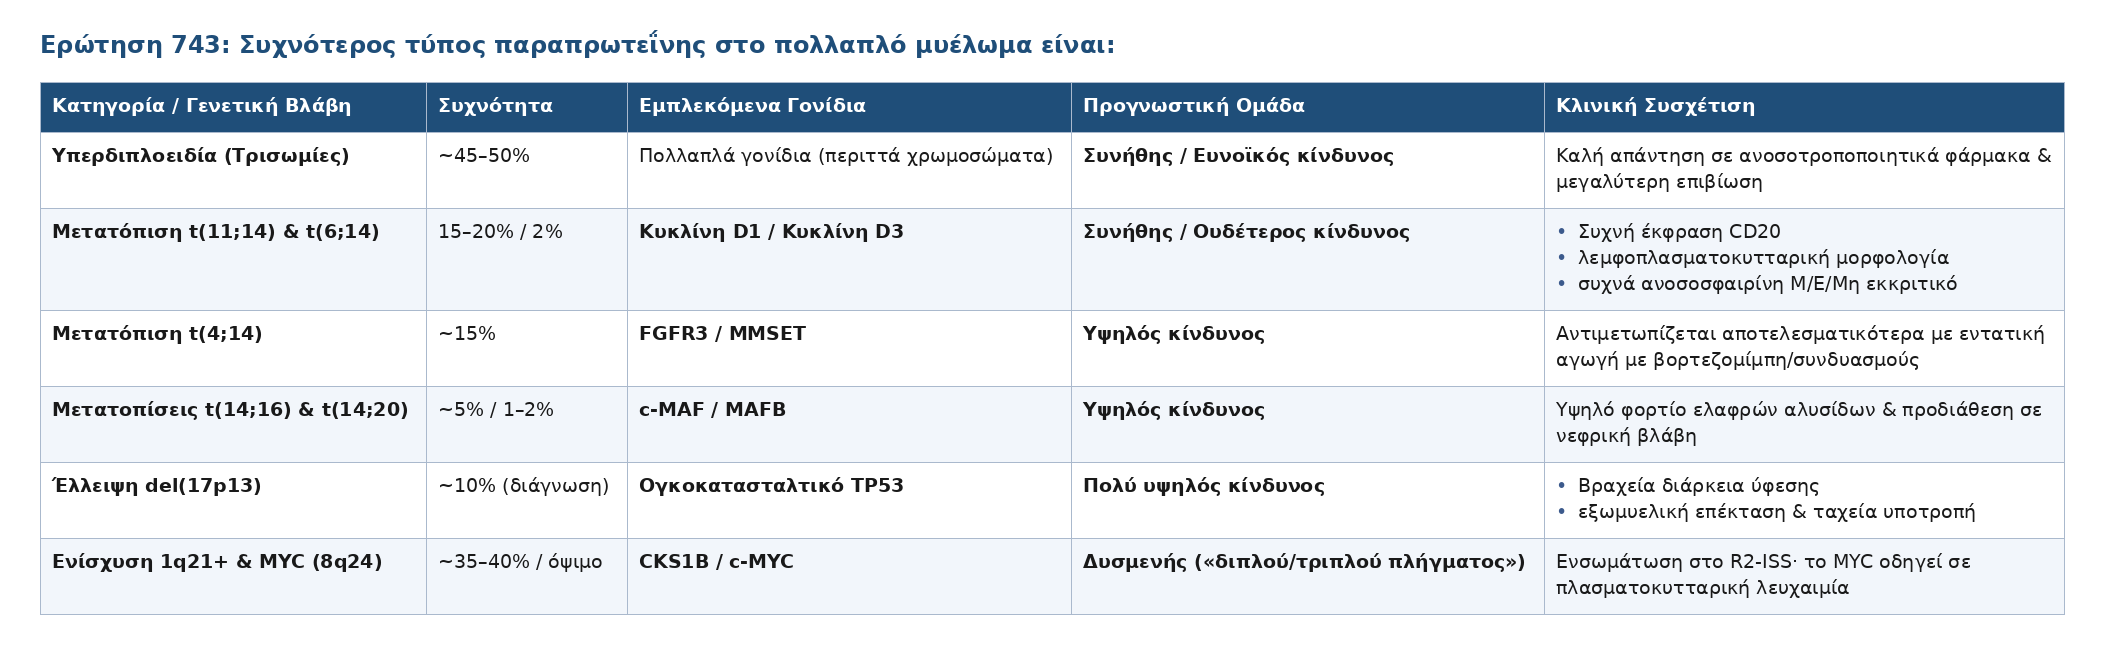 Ερώτηση 743: Συχνότερος τύπος παραπρωτεΐνης στο πολλαπλό μυέλωμα είναι:
Κατηγορία / Γενετική Βλάβη Συχνότητα Εμπλεκόμενα Γονίδια Προγνωστική Ομάδα Κλινική Συσχέτιση
Υπερδιπλοειδία (Τρισωμίες) ~45–50% Πολλαπλά γονίδια (περιττά χρωμοσώματα) Συνήθης / Ευνοϊκός κίνδυνος Καλή απάντηση σε ανοσοτροποποιητικά φάρμακα &
μεγαλύτερη επιβίωση
Μετατόπιση t(11;14) & t(6;14) 15–20% / 2% Κυκλίνη D1 / Κυκλίνη D3 Συνήθης / Ουδέτερος κίνδυνος • Συχνή έκφραση CD20
• λεμφοπλασματοκυτταρική μορφολογία
• συχνά ανοσοσφαιρίνη M/E/Μη εκκριτικό
Μετατόπιση t(4;14) ~15% FGFR3 / MMSET Υψηλός κίνδυνος Αντιμετωπίζεται αποτελεσματικότερα με εντατική
αγωγή με βορτεζομίμπη/συνδυασμούς
Μετατοπίσεις t(14;16) & t(14;20) ~5% / 1–2% c-MAF / MAFB Υψηλός κίνδυνος Υψηλό φορτίο ελαφρών αλυσίδων & προδιάθεση σε
νεφρική βλάβη
Έλλειψη del(17p13) ~10% (διάγνωση) Ογκοκατασταλτικό TP53 Πολύ υψηλός κίνδυνος • Βραχεία διάρκεια ύφεσης
• εξωμυελική επέκταση & ταχεία υποτροπή
Ενίσχυση 1q21+ & MYC (8q24) ~35–40% / όψιμο CKS1B / c-MYC Δυσμενής («διπλού/τριπλού πλήγματος») Ενσωμάτωση στο R2-ISS· το MYC οδηγεί σε
πλασματοκυτταρική λευχαιμία